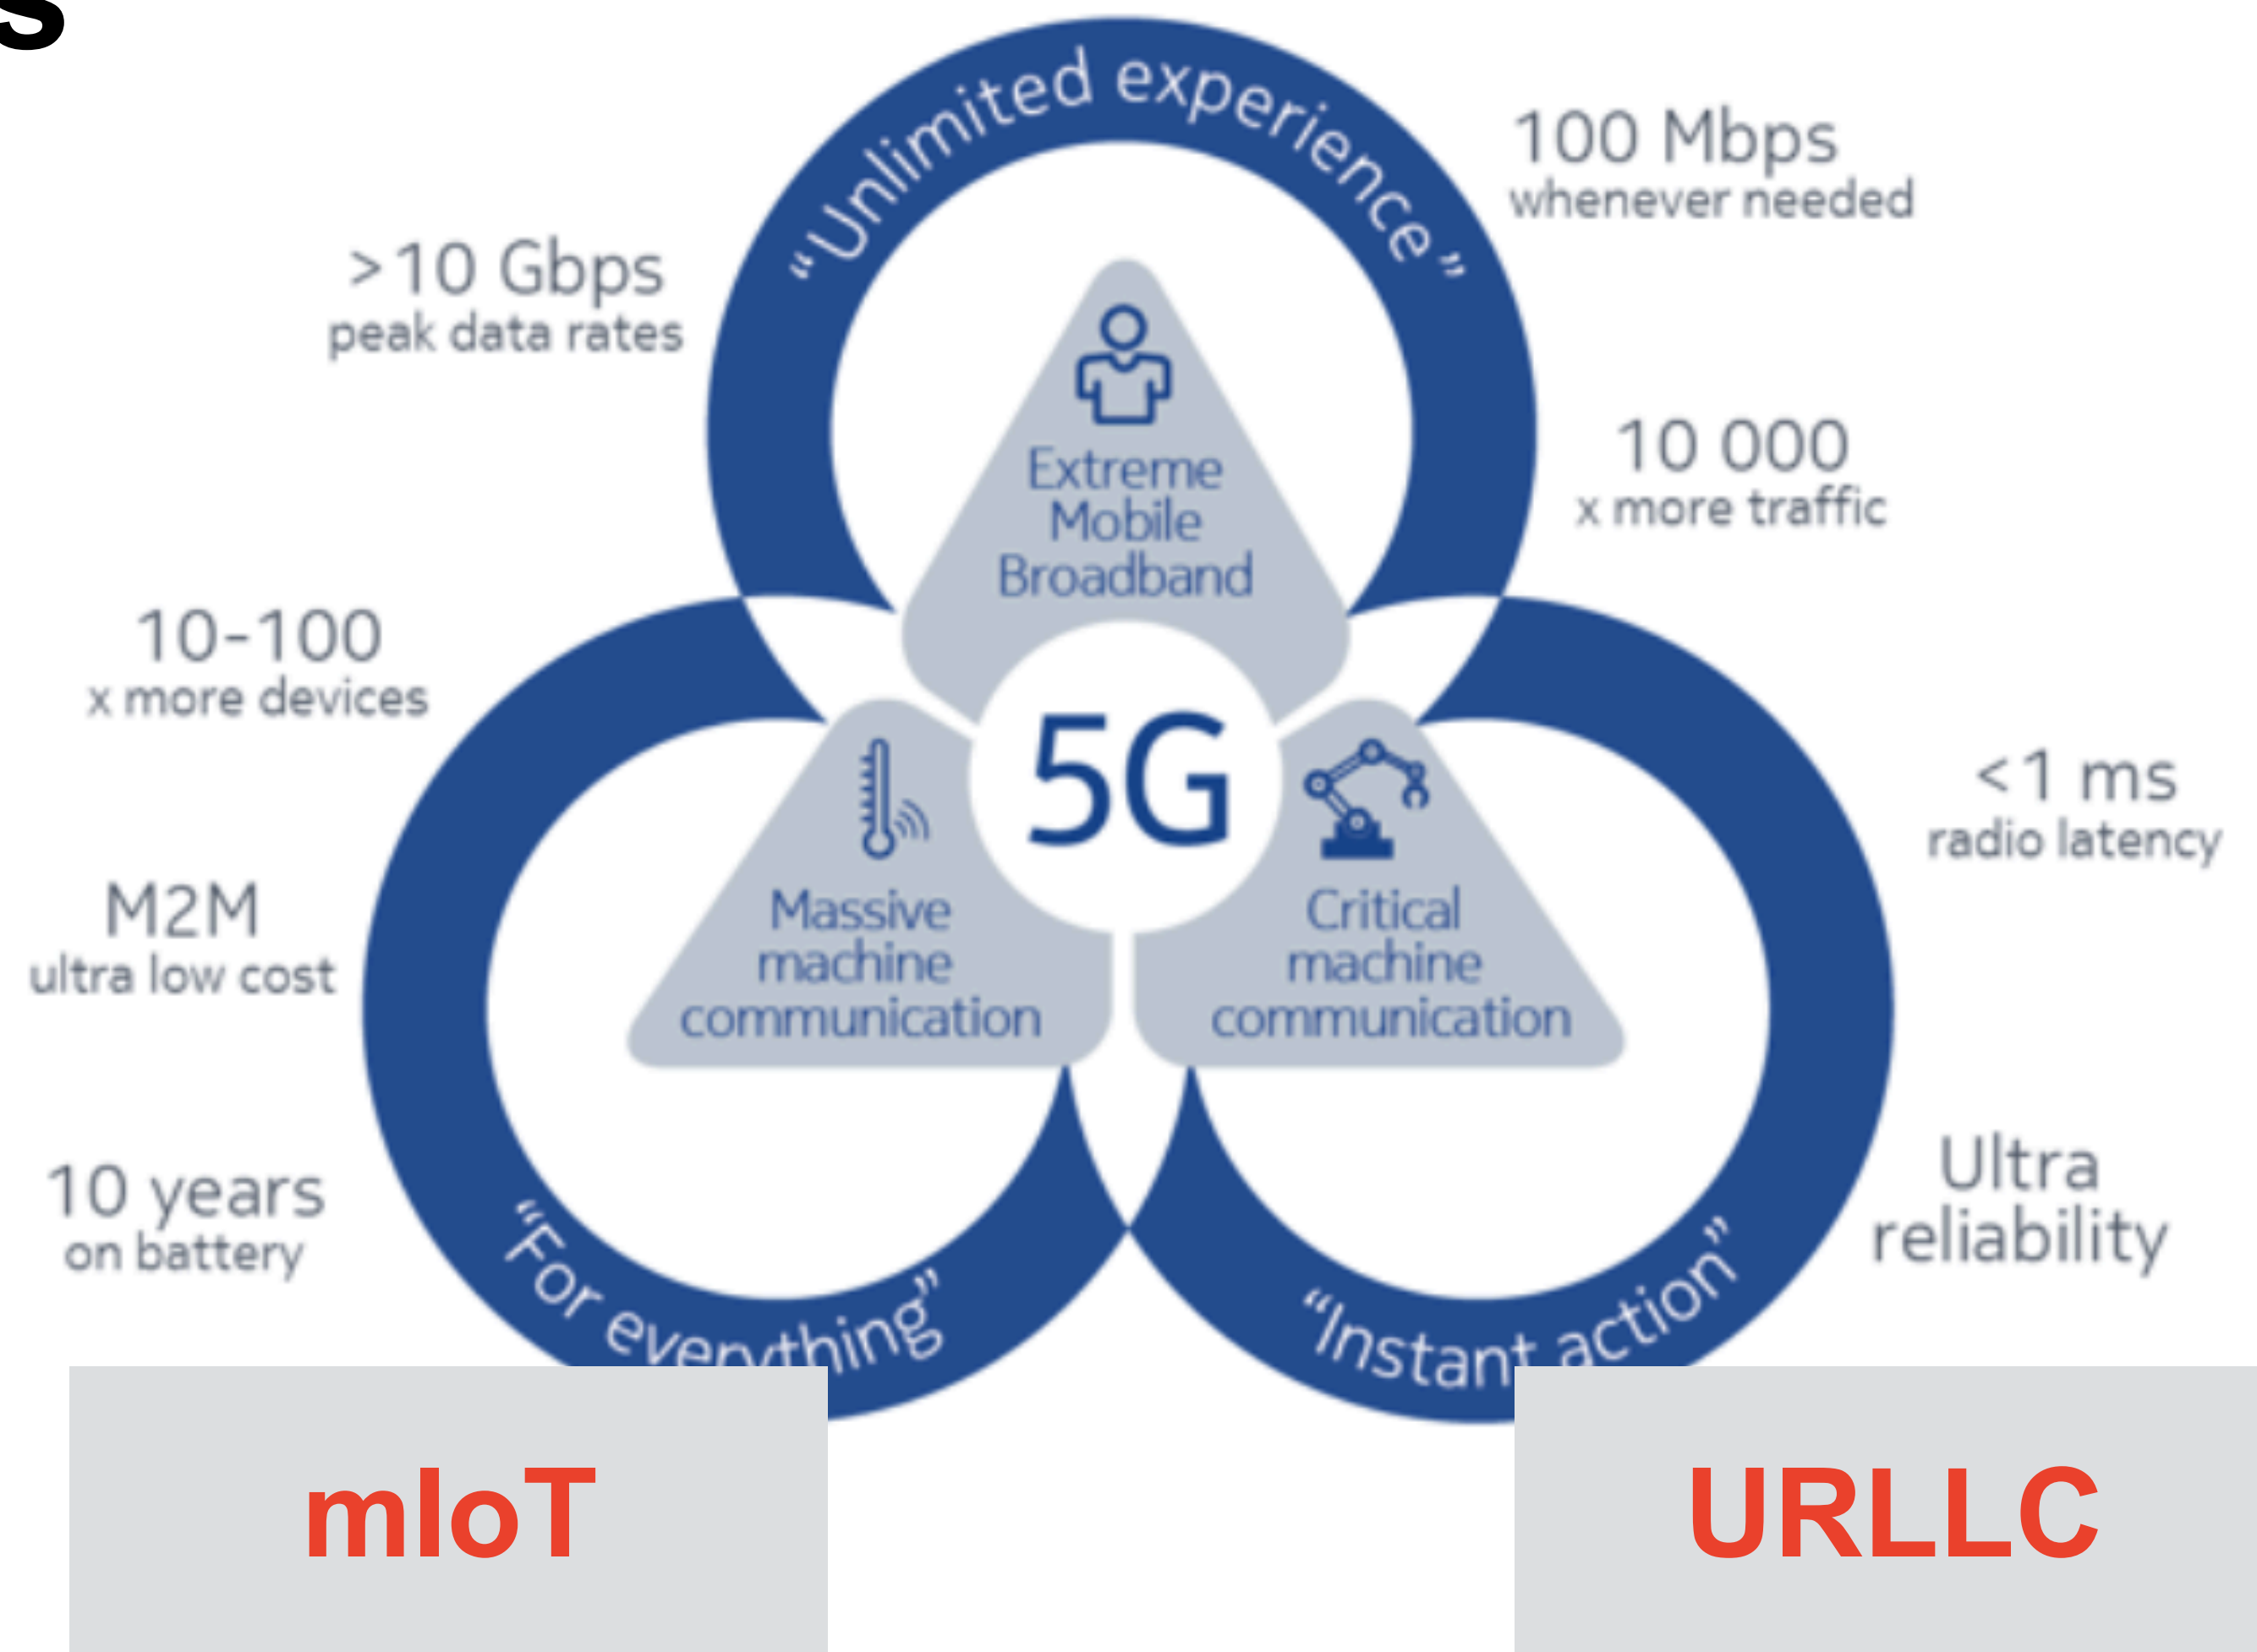 s
“Unlimited experience”
100 Mbps
whenever needed
>10 Gbps
peak data rates
10 000
x more traffic
Extreme
Mobile
Broadband
10-100
x more devices
5G
<1 ms
radio latency
M2M
ultra low cost
Massive
machine
communication
Critical
machine
communication
10 years
on battery
Ultra
reliability
“For everything”
“Instant action”
mIoT
URLLC